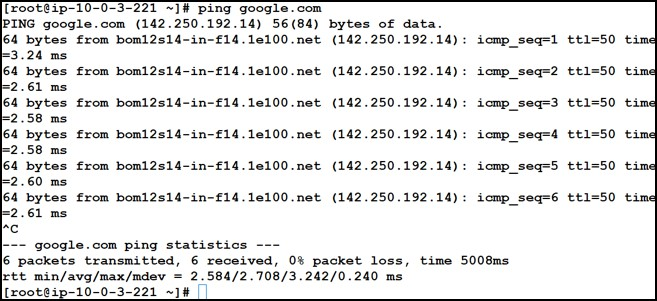 [root@ip-10-0-3-221 ~]# ping google.com
PING google.com (142.250.192.14) 56(84) bytes of data.
64 bytes from bom12s14-in-f14.1e100.net (142.250.192.14): icmp_seq=1 ttl=50 time
=3.24 ms
64 bytes from bom12s14-in-f14.1e100.net (142.250.192.14): icmp_seq=2 ttl=50 time
=2.61 ms
64 bytes from bom12s14-in-f14.1e100.net (142.250.192.14): icmp_seq=3 ttl=50 time
=2.58 ms
64 bytes from bom12s14-in-f14.1e100.net (142.250.192.14): icmp_seq=4 ttl=50 time
=2.58 ms
64 bytes from bom12s14-in-f14.1e100.net (142.250.192.14): icmp_seq=5 ttl=50 time
=2.60 ms
64 bytes from bom12s14-in-f14.1e100.net (142.250.192.14): icmp_seq=6 ttl=50 time
=2.61 ms
^C
--- google.com ping statistics ---
6 packets transmitted, 6 received, 0% packet loss, time 5008ms
rtt min/avg/max/mdev = 2.584/2.708/3.242/0.240 ms
[root@ip-10-0-3-221 ~]#